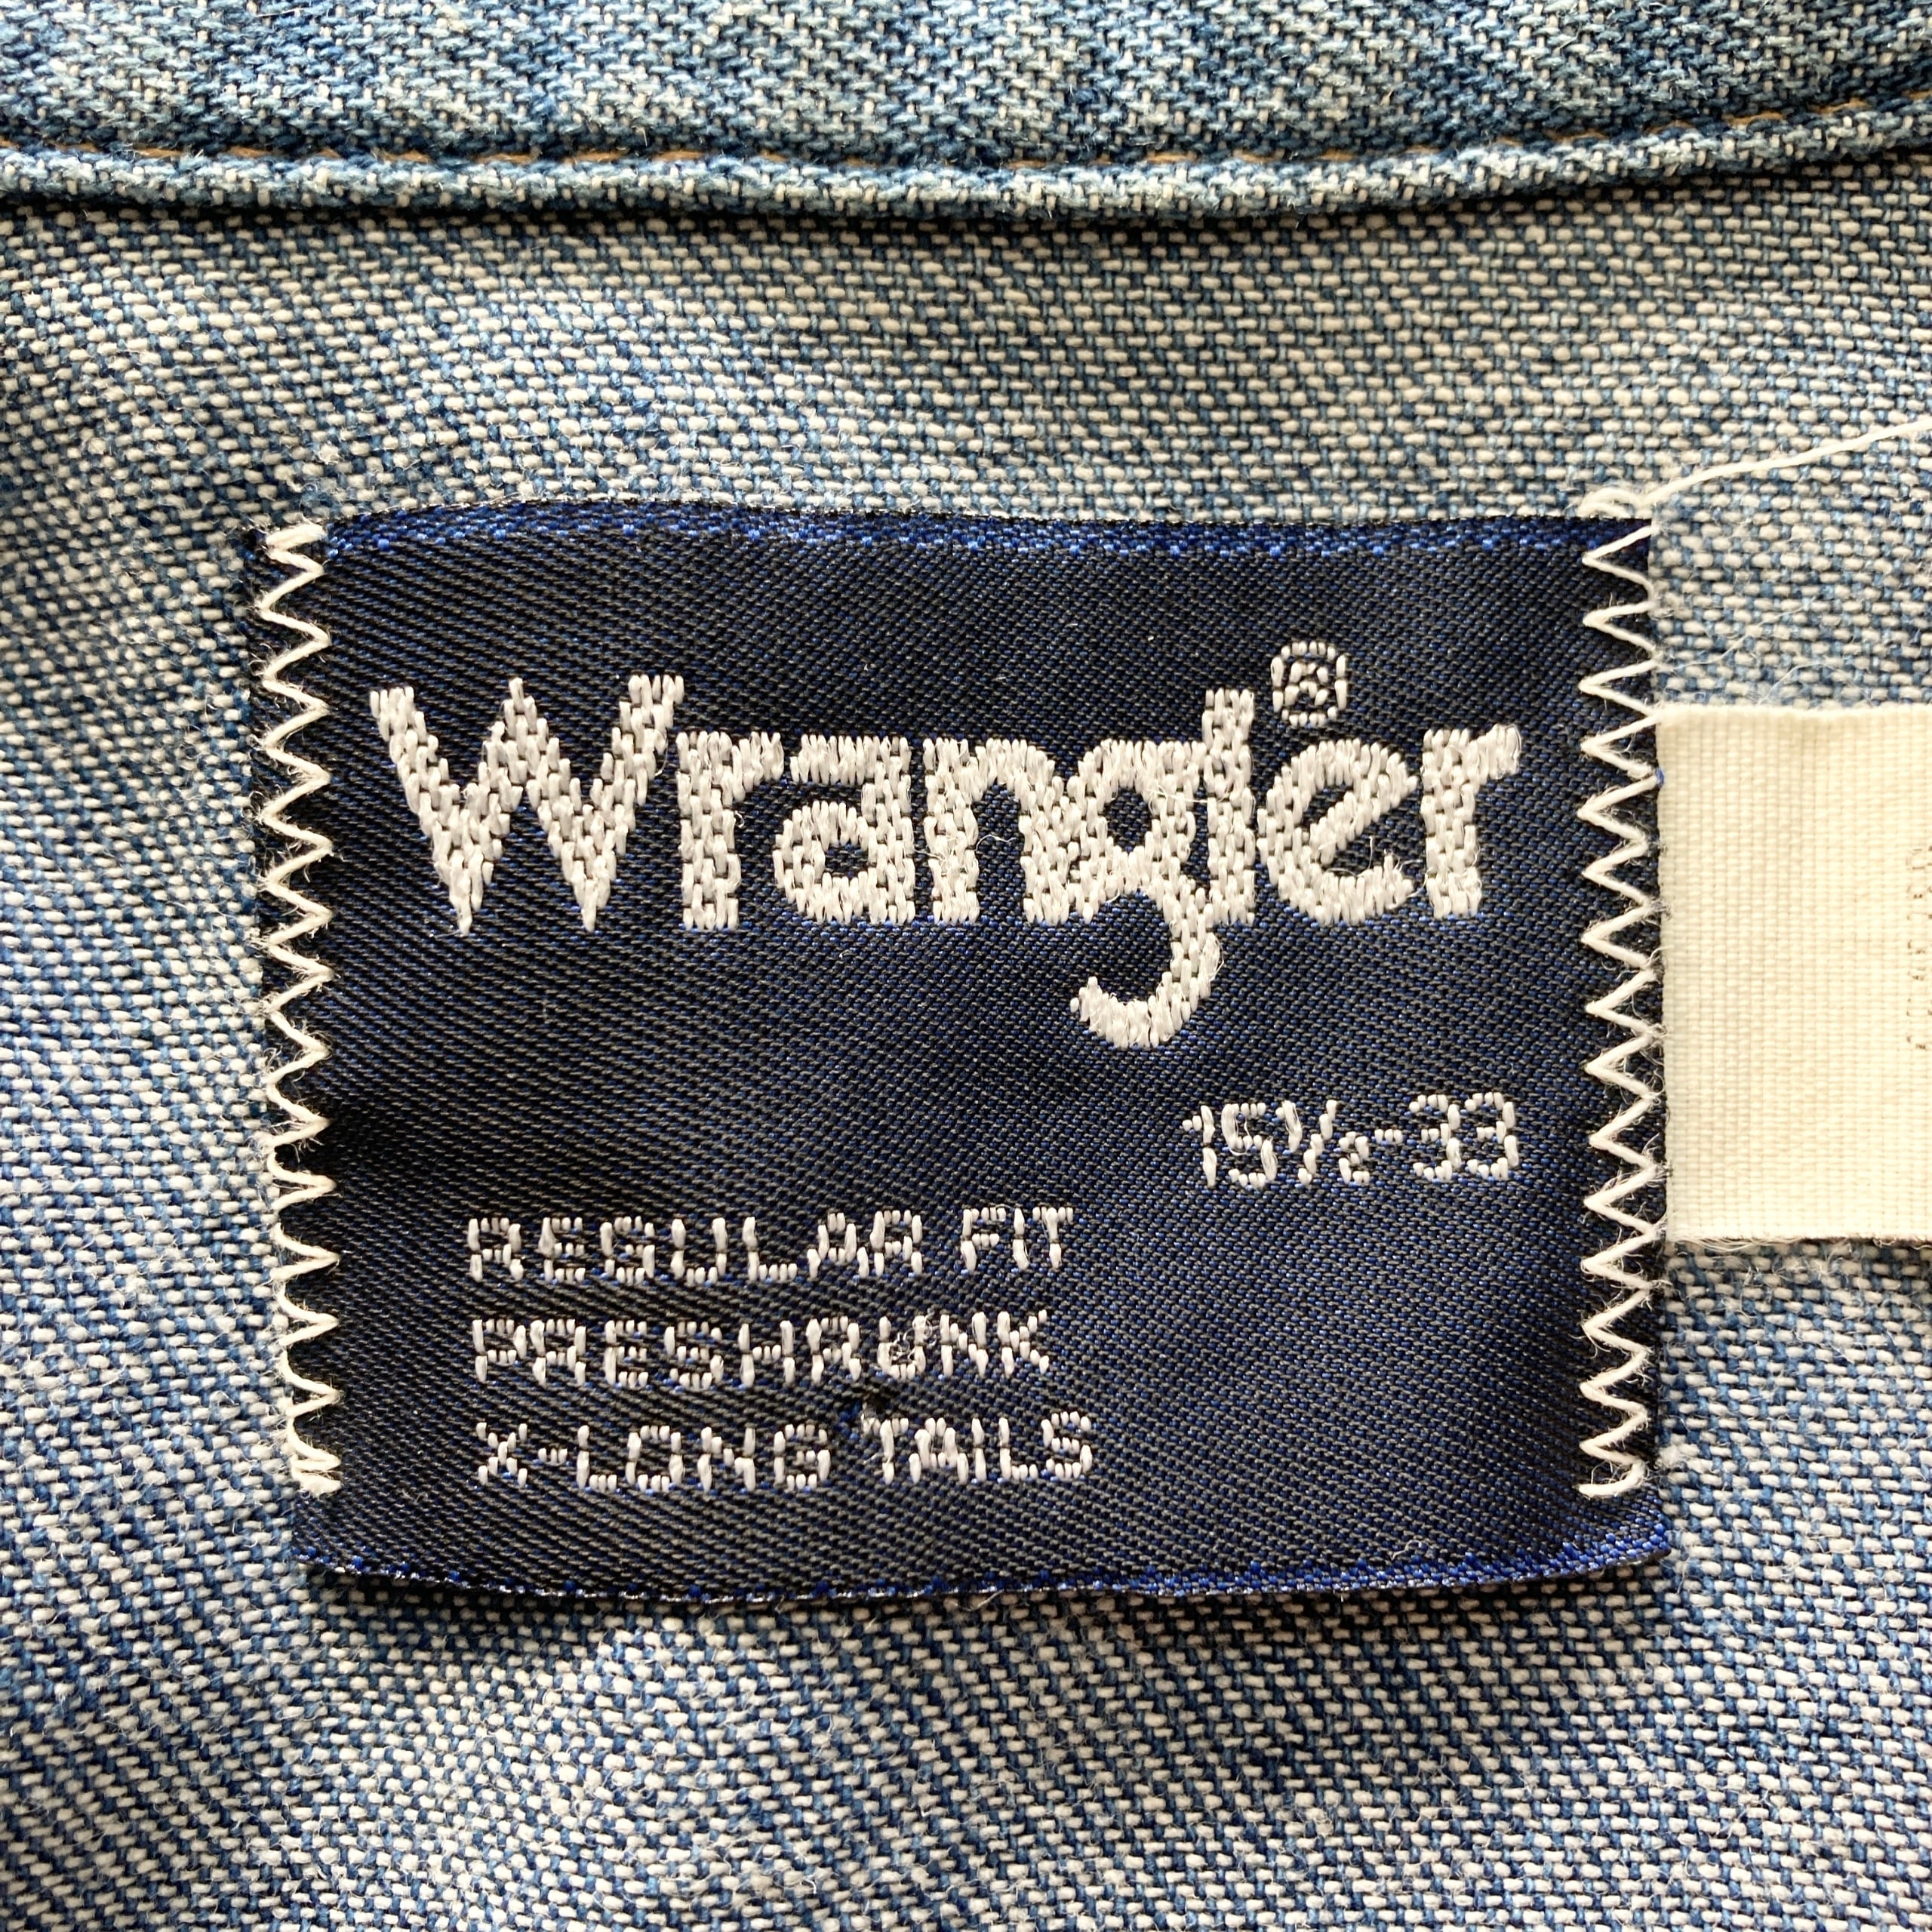 Wrangler®
15½-33
REGULAR FIT
PRESHRUNK
X-LONG TAILS